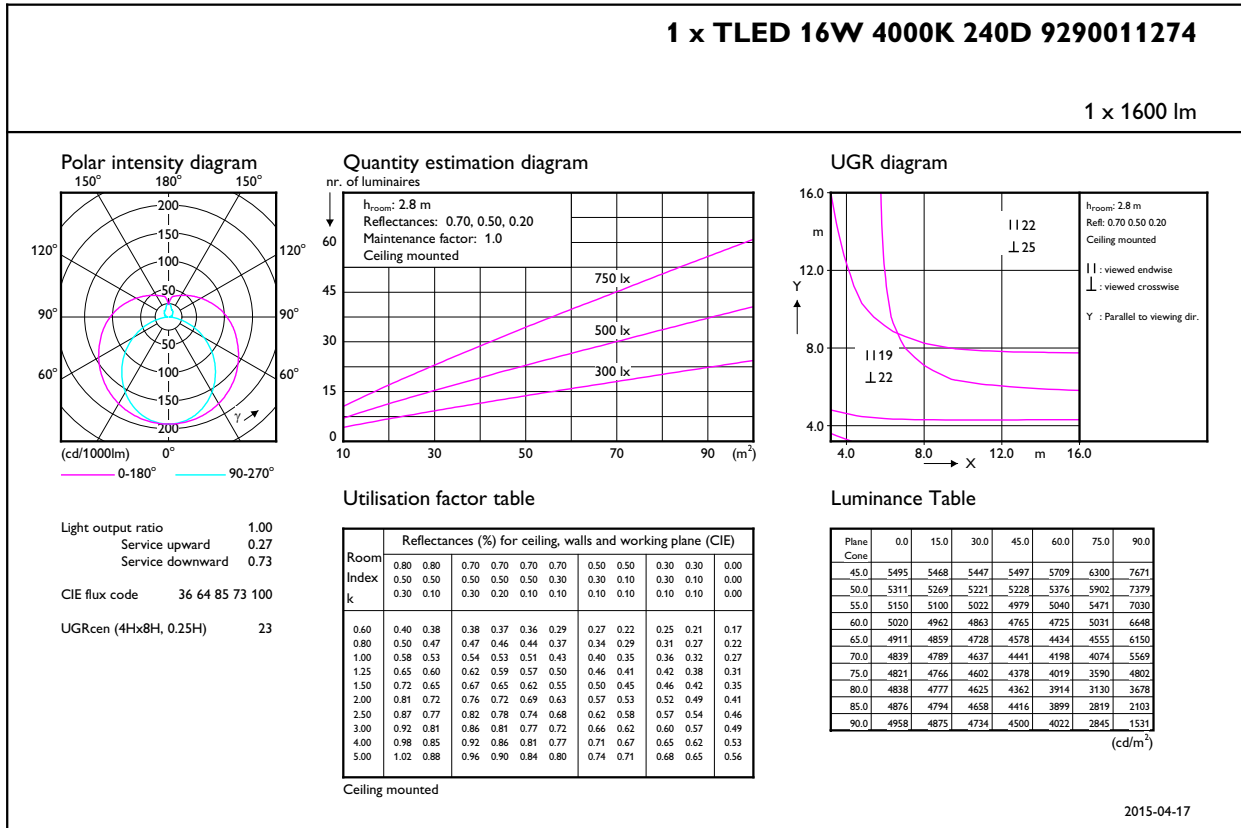 1 x TLED 16W 4000K 240D 9290011274
1 x 1600 lm
Polar intensity diagram
150° 180° 150°
200
150
120° 120°
100
50
90° 90°
50
60° 100 60°
150
γ
200
(cd/1000lm) 0°
0-180° 90-270°
Light output ratio 1.00
Service upward 0.27
Service downward 0.73
CIE flux code 36 64 85 73 100
UGRcen (4Hx8H, 0.25H) 23
Quantity estimation diagram
nr. of luminaires
hroom: 2.8 m
Reflectances: 0.70, 0.50, 0.20
Maintenance factor: 1.0
Ceiling mounted
60
45
30
15
0
750 lx
500 lx
300 lx
10 30 50 70 90 (m²)
UGR diagram
16.0
m
12.0
Y
8.0
4.0
|| 22
⊥ 25
|| 19
⊥ 22
4.0 8.0 12.0 m 16.0
X
hroom: 2.8 m
Refl: 0.70 0.50 0.20
Ceiling mounted
|| : viewed endwise
⊥ : viewed crosswise
Y : Parallel to viewing dir.
Utilisation factor table
Reflectances (%) for ceiling, walls and working plane (CIE)
Room
Index
k
0.80 0.80 0.70 0.70 0.70 0.70 0.50 0.50 0.30 0.30 0.00
0.50 0.50 0.50 0.50 0.50 0.30 0.30 0.10 0.30 0.10 0.00
0.30 0.10 0.30 0.20 0.10 0.10 0.10 0.10 0.10 0.10 0.00
0.60 0.40 0.38 0.38 0.37 0.36 0.29 0.27 0.22 0.25 0.21 0.17
0.80 0.50 0.47 0.47 0.46 0.44 0.37 0.34 0.29 0.31 0.27 0.22
1.00 0.58 0.53 0.54 0.53 0.51 0.43 0.40 0.35 0.36 0.32 0.27
1.25 0.65 0.60 0.62 0.59 0.57 0.50 0.46 0.41 0.42 0.38 0.31
1.50 0.72 0.65 0.67 0.65 0.62 0.55 0.50 0.45 0.46 0.42 0.35
2.00 0.81 0.72 0.76 0.72 0.69 0.63 0.57 0.53 0.52 0.49 0.41
2.50 0.87 0.77 0.82 0.78 0.74 0.68 0.62 0.58 0.57 0.54 0.46
3.00 0.92 0.81 0.86 0.81 0.77 0.72 0.66 0.62 0.60 0.57 0.49
4.00 0.98 0.85 0.92 0.86 0.81 0.77 0.71 0.67 0.65 0.62 0.53
5.00 1.02 0.88 0.96 0.90 0.84 0.80 0.74 0.71 0.68 0.65 0.56
Ceiling mounted
Luminance Table
Plane 0.0 15.0 30.0 45.0 60.0 75.0 90.0
Cone
45.0 5495 5468 5447 5497 5709 6300 7671
50.0 5311 5269 5221 5228 5376 5902 7379
55.0 5150 5100 5022 4979 5040 5471 7030
60.0 5020 4962 4863 4765 4725 5031 6648
65.0 4911 4859 4728 4578 4434 4555 6150
70.0 4839 4789 4637 4441 4198 4074 5569
75.0 4821 4766 4602 4378 4019 3590 4802
80.0 4838 4777 4625 4362 3914 3130 3678
85.0 4876 4794 4658 4416 3899 2819 2103
90.0 4958 4875 4734 4500 4022 2845 1531
(cd/m²)
2015-04-17